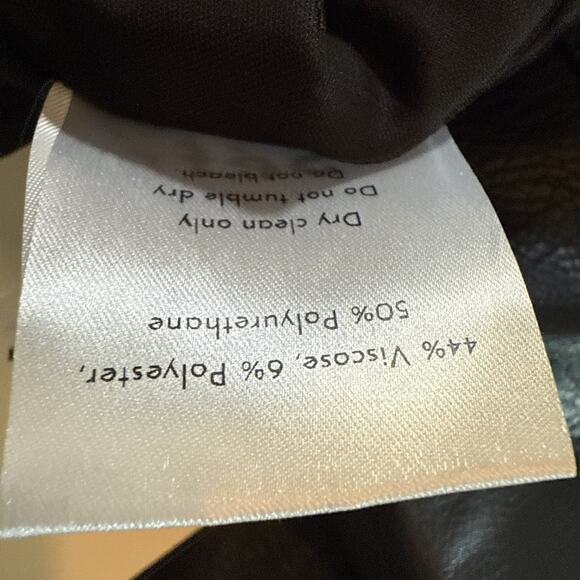 44% Viscose, 6% Polyester,
50% Polyurethane
Dry clean only
Do not tumble dry
Do not bleach.